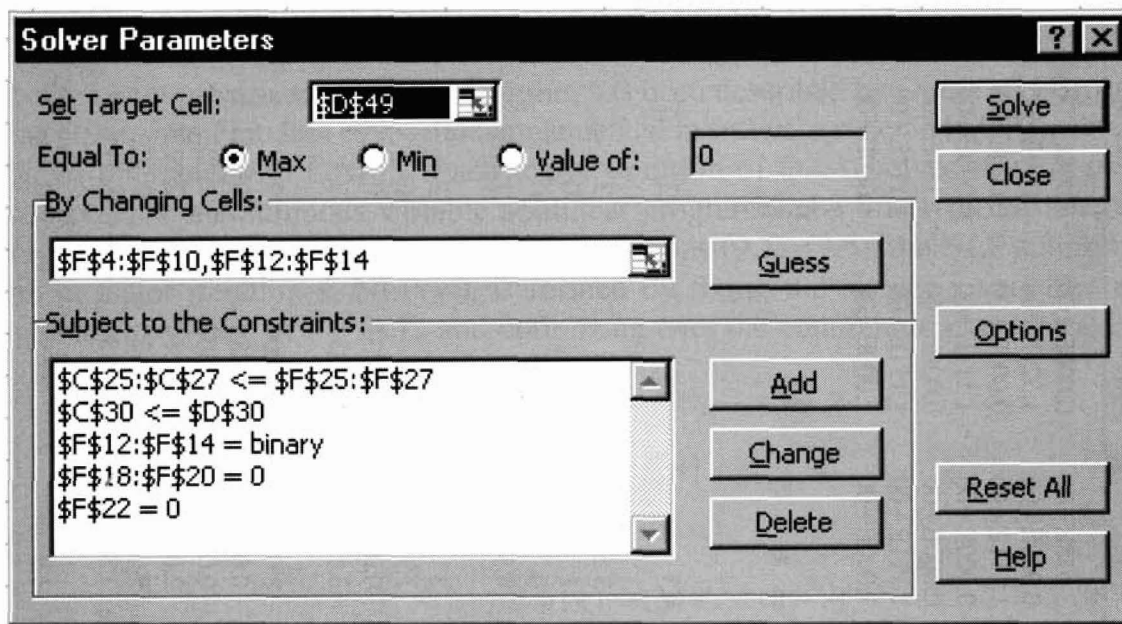 Solver Parameters
Set Target Cell: $D$49 Solve
Equal To: Max Min Value of: 0 Close
By Changing Cells:
$F$4:$F$10,$F$12:$F$14 Guess
Subject to the Constraints: Options
$C$25:$C$27 <= $F$25:$F$27 Add
$C$30 <= $D$30
$F$12:$F$14 = binary Change
$F$18:$F$20 = 0 Reset All
$F$22 = 0 Delete
Help